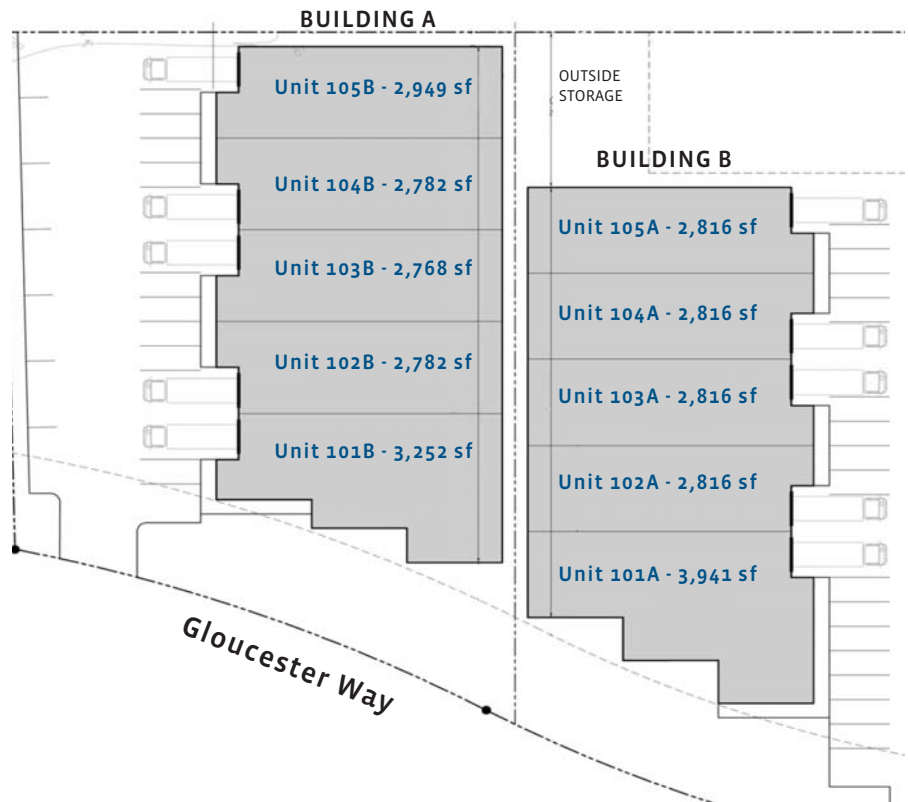 BUILDING A
Unit 105B - 2,949 sf
Unit 104B - 2,782 sf
Unit 103B - 2,768 sf
Unit 102B - 2,782 sf
Unit 101B - 3,252 sf
OUTSIDE
STORAGE
BUILDING B
Unit 105A - 2,816 sf
Unit 104A - 2,816 sf
Unit 103A - 2,816 sf
Unit 102A - 2,816 sf
Unit 101A - 3,941 sf
Gloucester Way